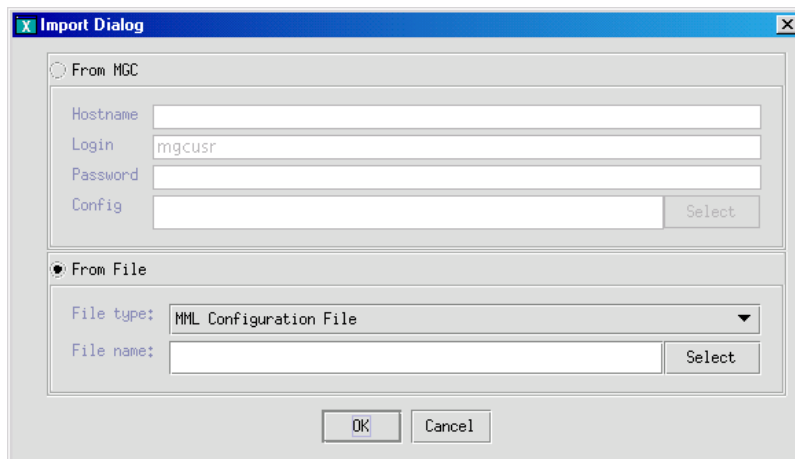 Import Dialog
From MGC
Hostname
Login mgcusr
Password
Config Select
From File
File type: MML Configuration File
File name: Select
OK Cancel